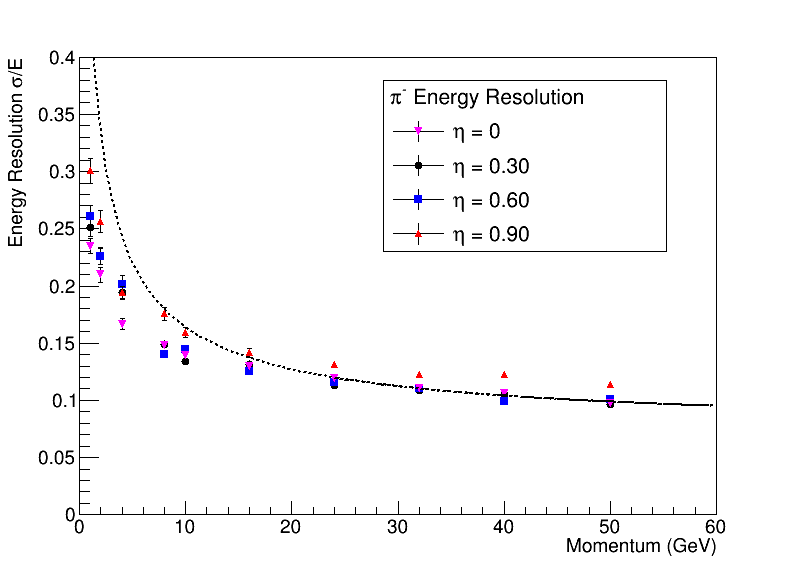 Energy Resolution σ/E
0.4
0.35
0.3
0.25
0.2
0.15
0.1
0.05
0
π⁻ Energy Resolution
η = 0
η = 0.30
η = 0.60
η = 0.90
0 10 20 30 40 50 60
Momentum (GeV)